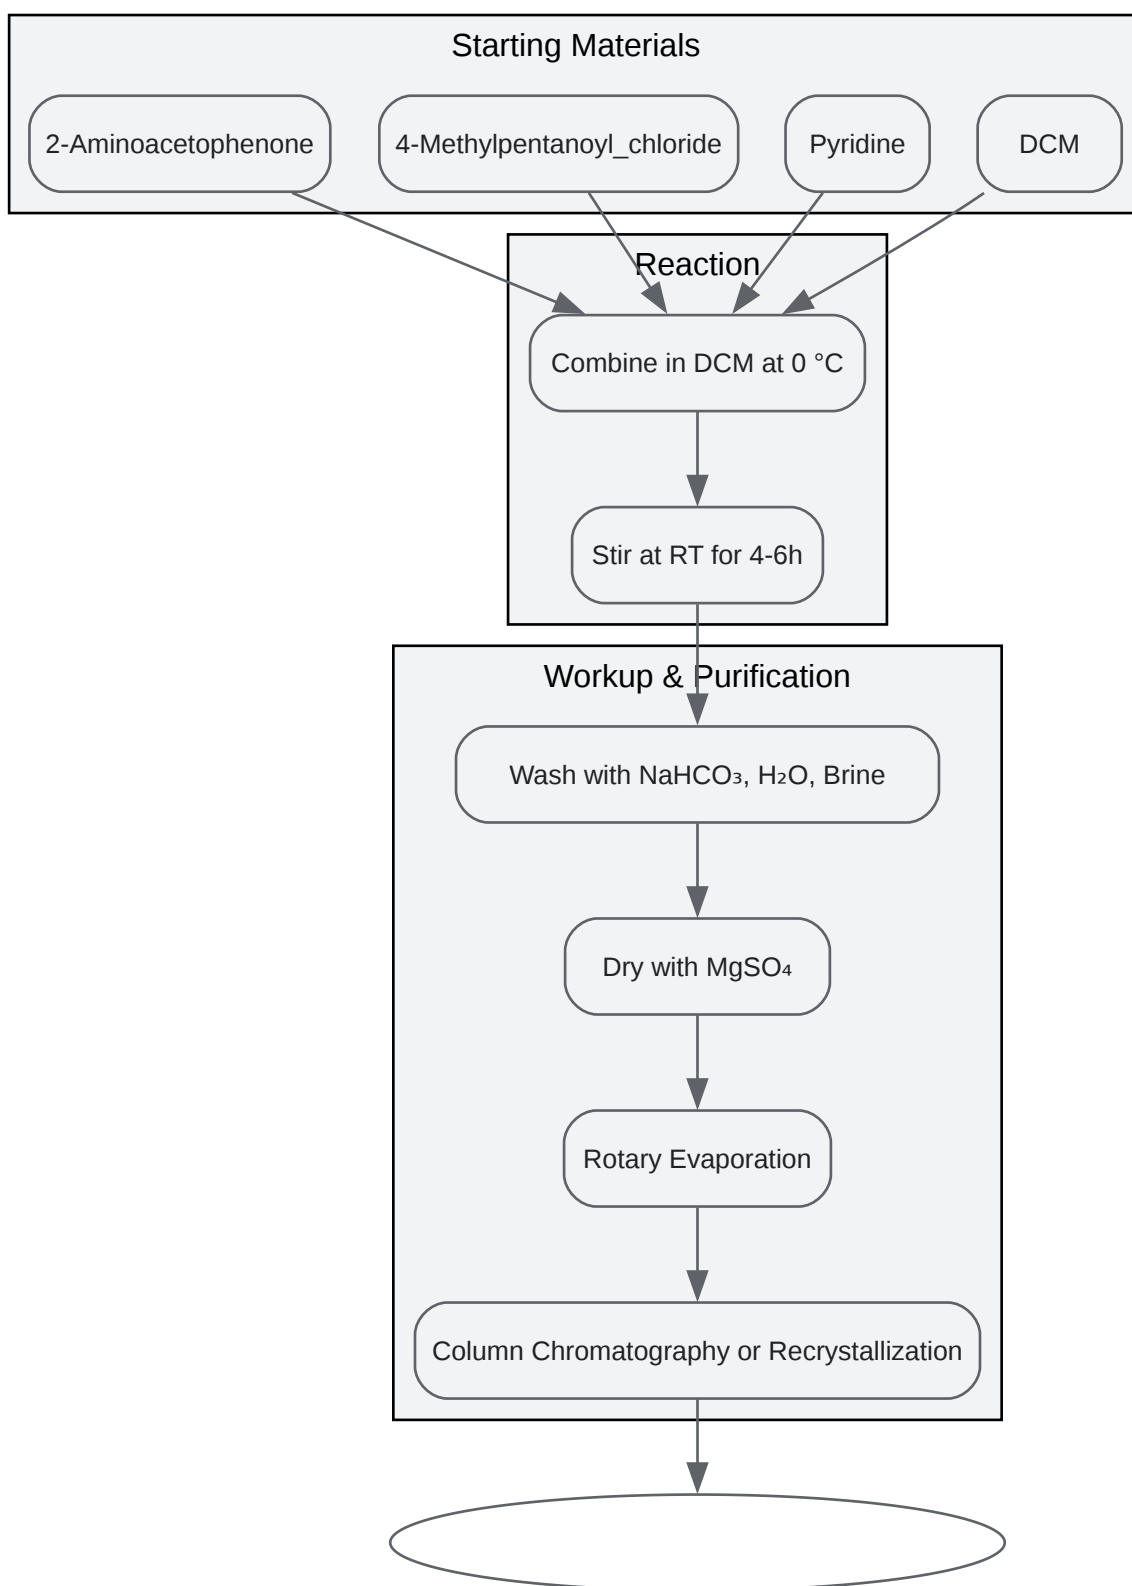 Starting Materials
2-Aminoacetophenone
4-Methylpentanoyl_chloride
Pyridine
DCM
Reaction
Combine in DCM at 0 °C
Stir at RT for 4-6h
Workup & Purification
Wash with NaHCO₃, H₂O, Brine
Dry with MgSO₄
Rotary Evaporation
Column Chromatography or Recrystallization